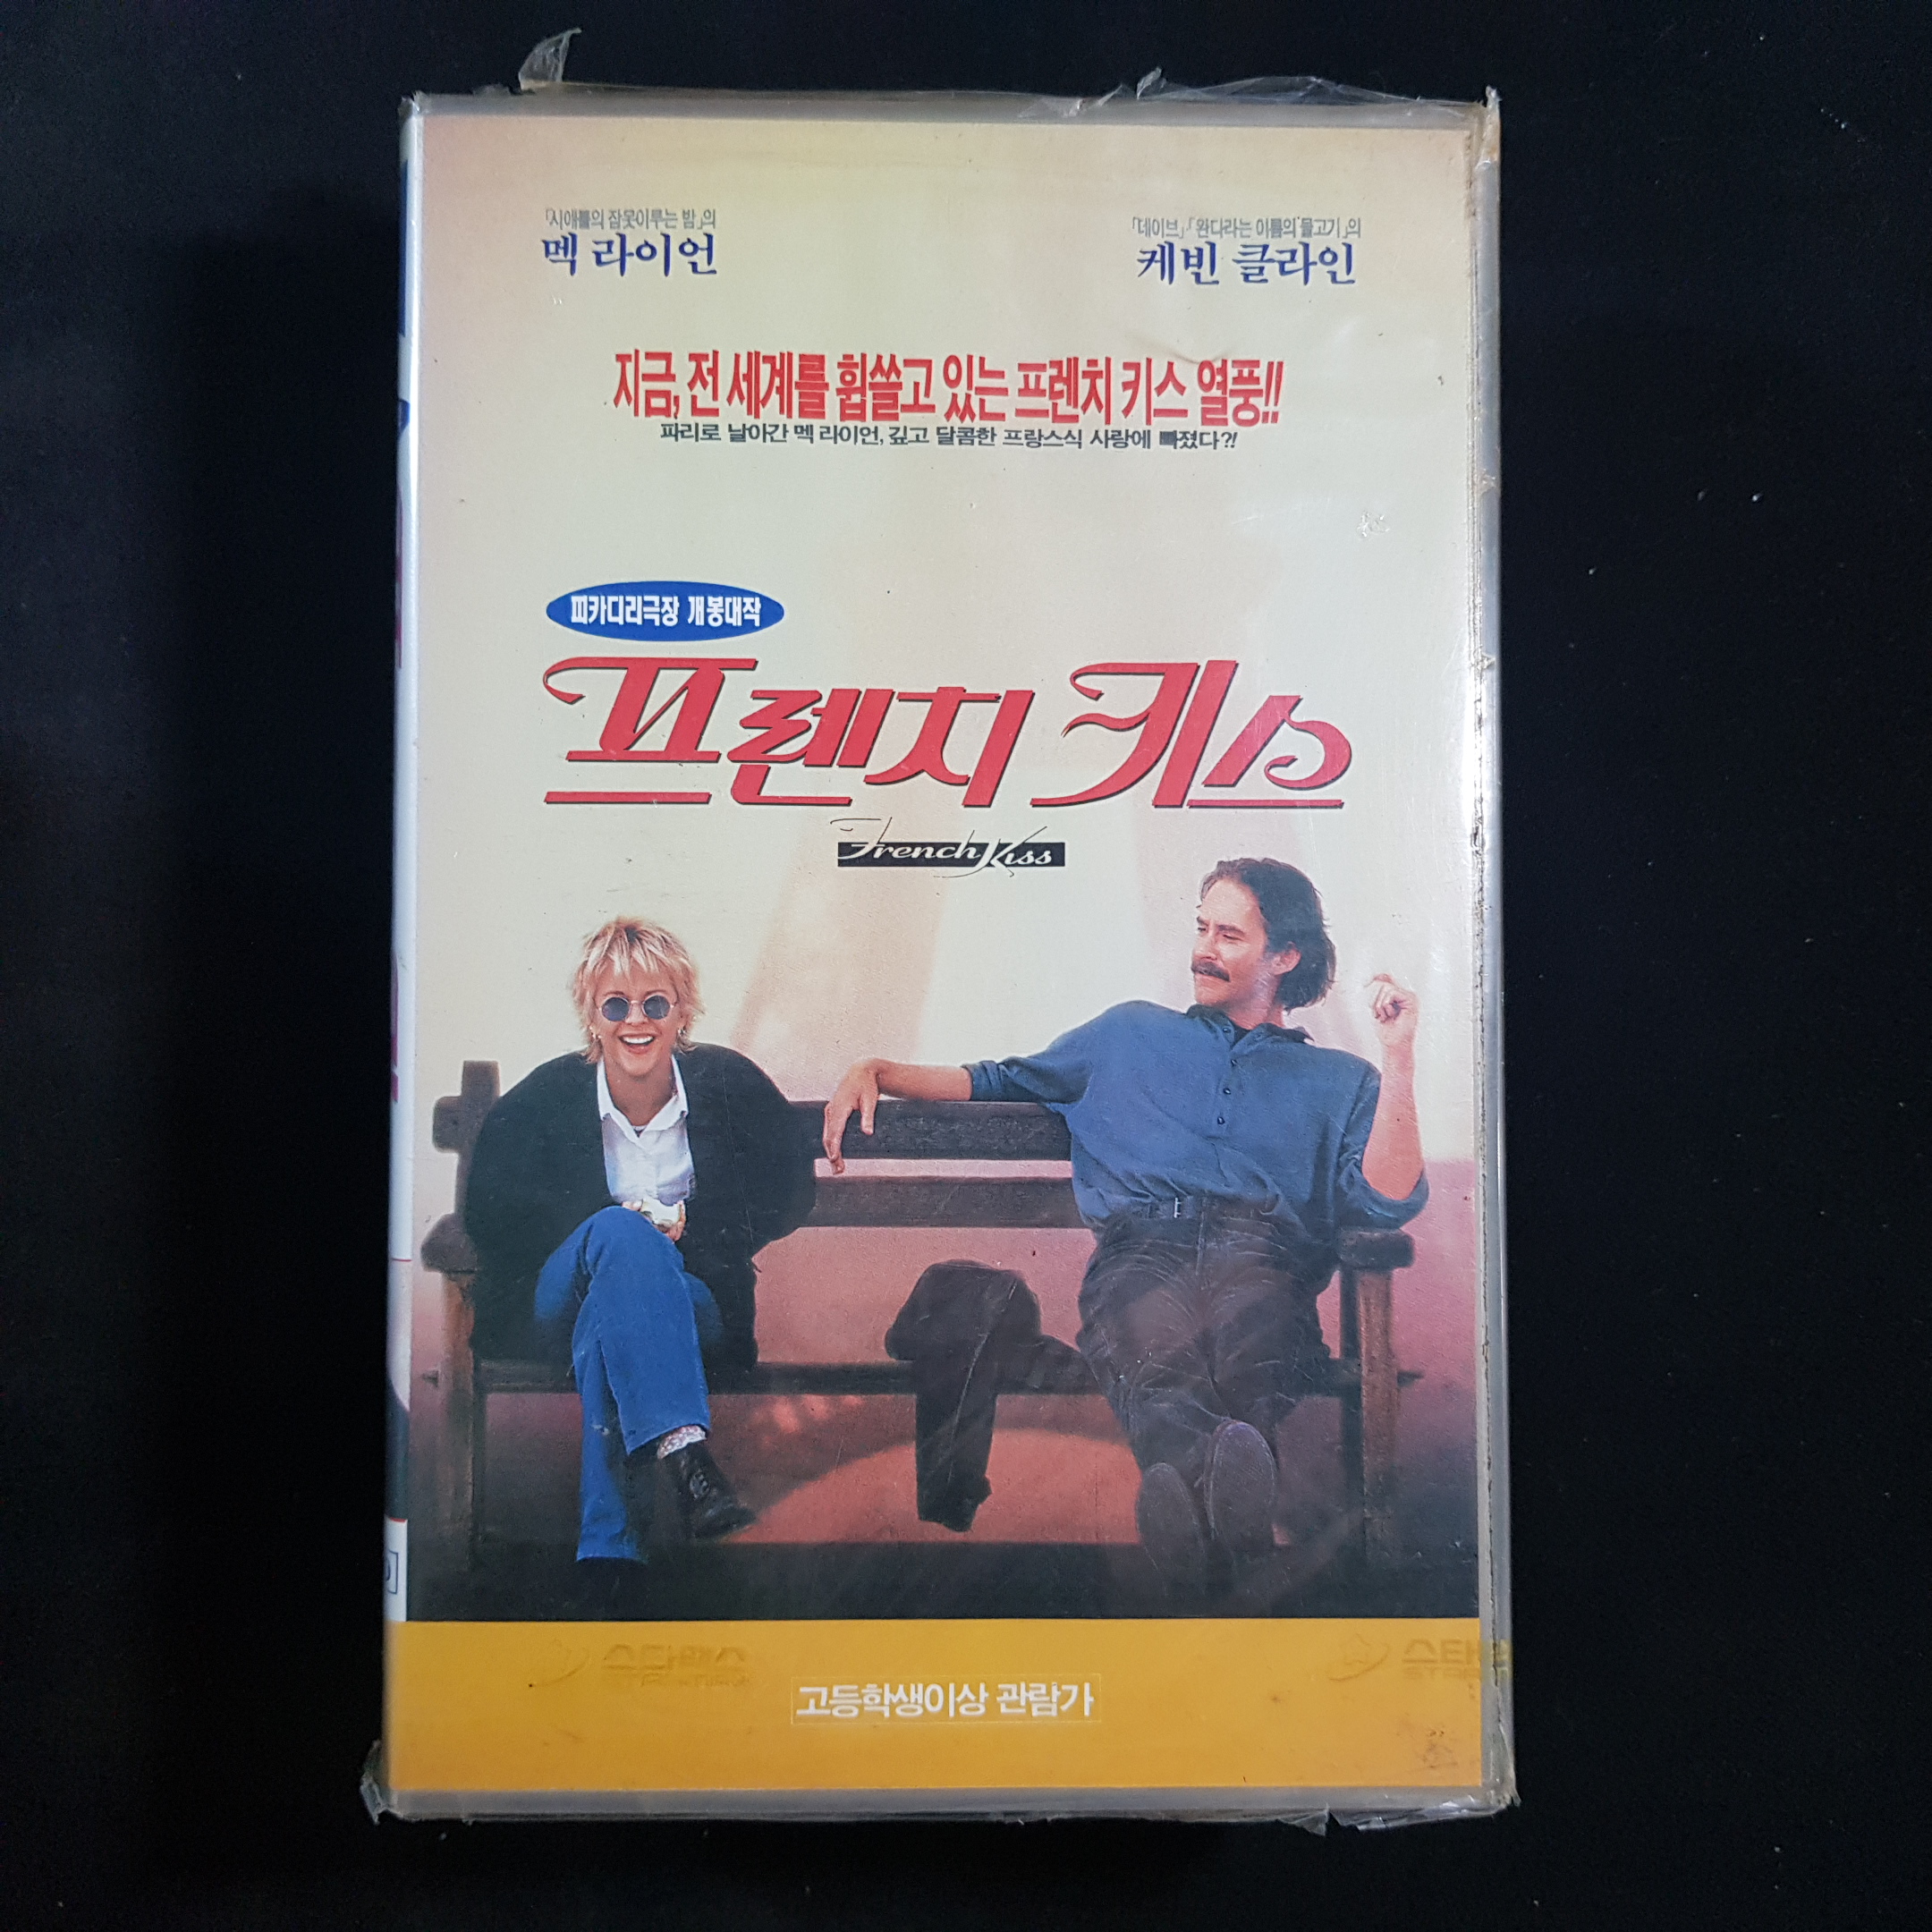 「시애틀의 잠못이루는 밤」의
멕 라이언
「데이브」·「완다라는 이름의 물고기」의
케빈 클라인
지금, 전 세계를 휩쓸고 있는 프렌치 키스 열풍!!
파리로 날아간 멕 라이언, 깊고 달콤한 프랑스식 사랑에 빠졌다?!
피카디리극장 개봉대작
프렌치 키스
French Kiss
스타맥스
고등학생이상 관람가